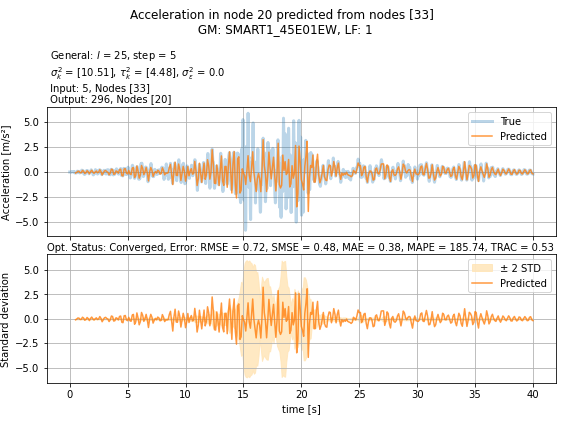 Acceleration in node 20 predicted from nodes [33]
GM: SMART1_45E01EW, LF: 1
General: l = 25, step = 5
σ²ₖ = [10.51], τ²ₖ = [4.48], σ²ε = 0.0
Input: 5, Nodes [33]
Output: 296, Nodes [20]
Acceleration [m/s²]
5.0
2.5
0.0
−2.5
−5.0
True
Predicted
Opt. Status: Converged, Error: RMSE = 0.72, SMSE = 0.48, MAE = 0.38, MAPE = 185.74, TRAC = 0.53
Standard deviation
5.0
2.5
0.0
−2.5
−5.0
± 2 STD
Predicted
0 5 10 15 20 25 30 35 40
time [s]